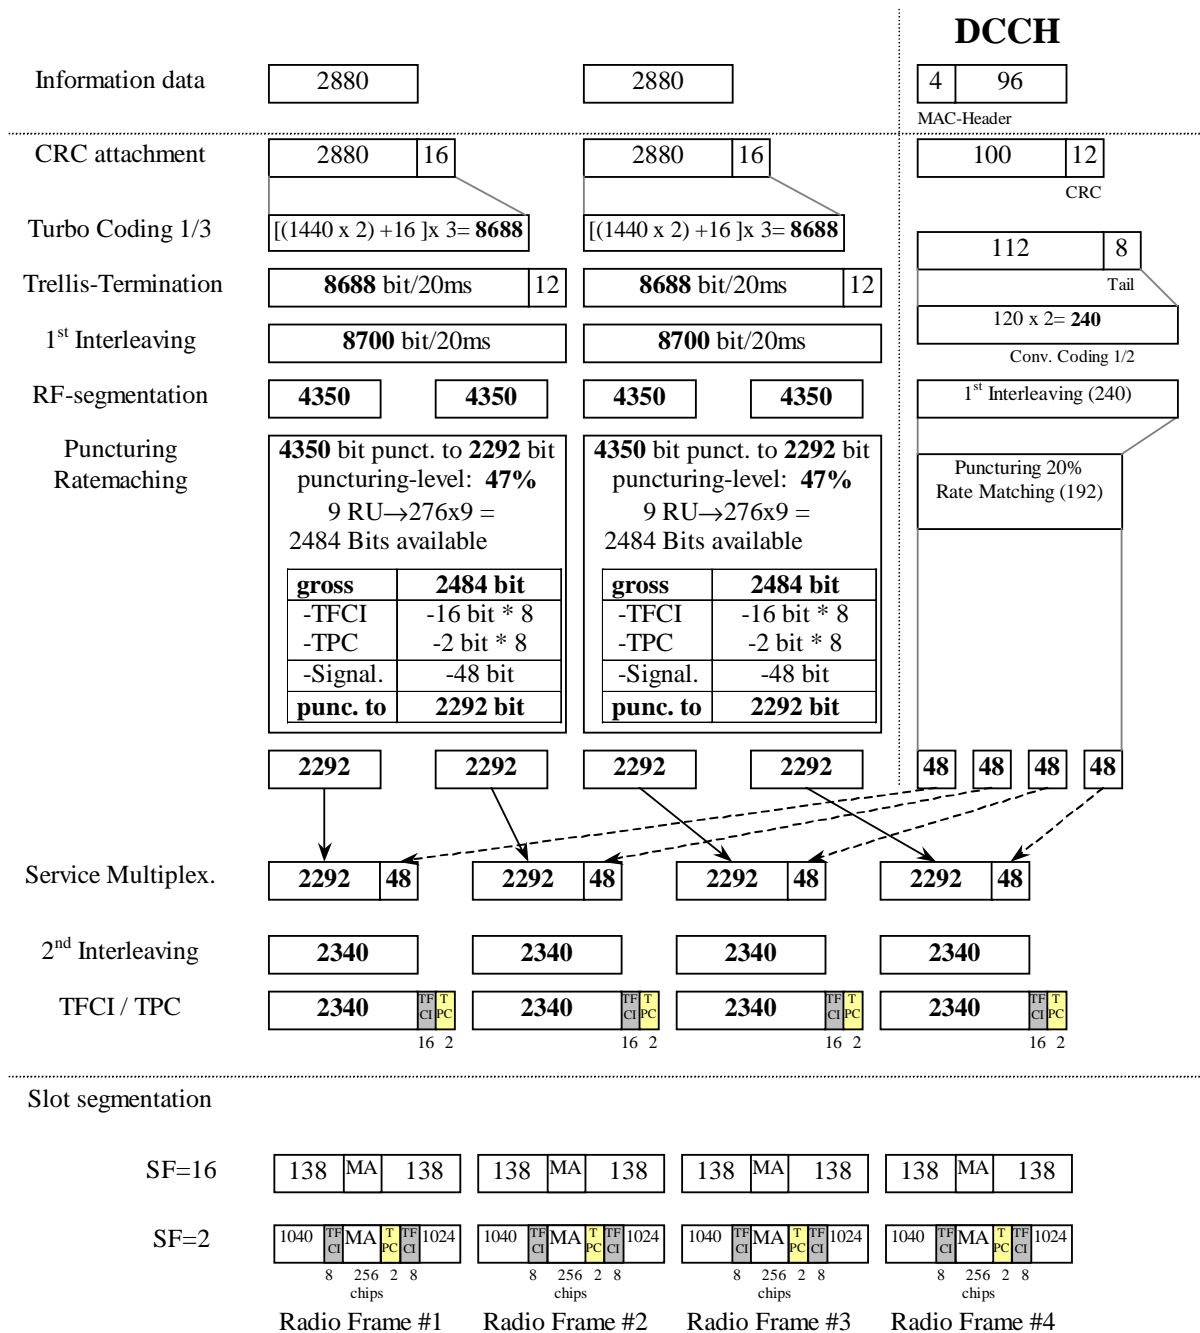 DCCH
Information data 2880 2880 4 96
MAC-Header
CRC attachment 2880 16 2880 16 100 12
CRC
Turbo Coding 1/3 [(1440 x 2) +16 ]x 3= 8688 [(1440 x 2) +16 ]x 3= 8688
112 8
Tail
Trellis-Termination 8688 bit/20ms 12 8688 bit/20ms 12
120 x 2= 240
Conv. Coding 1/2
1st Interleaving 8700 bit/20ms 8700 bit/20ms
RF-segmentation 4350 4350 4350 4350 1st Interleaving (240)
Puncturing
Ratemaching
4350 bit punct. to 2292 bit
puncturing-level: 47%
9 RU→276x9 =
2484 Bits available
gross 2484 bit
-TFCI -16 bit * 8
-TPC -2 bit * 8
-Signal. -48 bit
punc. to 2292 bit
4350 bit punct. to 2292 bit
puncturing-level: 47%
9 RU→276x9 =
2484 Bits available
gross 2484 bit
-TFCI -16 bit * 8
-TPC -2 bit * 8
-Signal. -48 bit
punc. to 2292 bit
Puncturing 20%
Rate Matching (192)
2292 2292 2292 2292 48 48 48 48
Service Multiplex. 2292 48 2292 48 2292 48 2292 48
2nd Interleaving 2340 2340 2340 2340
TFCI / TPC 2340 TF CI T PC 2340 TF CI T PC 2340 TF CI T PC 2340 TF CI T PC
16 2 16 2 16 2 16 2
Slot segmentation
SF=16 138 MA 138 138 MA 138 138 MA 138 138 MA 138
SF=2 1040 TF CI MA T PC TF CI 1024 1040 TF CI MA T PC TF CI 1024 1040 TF CI MA T PC TF CI 1024 1040 TF CI MA T PC TF CI 1024
8 256 2 8 8 256 2 8 8 256 2 8 8 256 2 8
chips chips chips chips
Radio Frame #1 Radio Frame #2 Radio Frame #3 Radio Frame #4